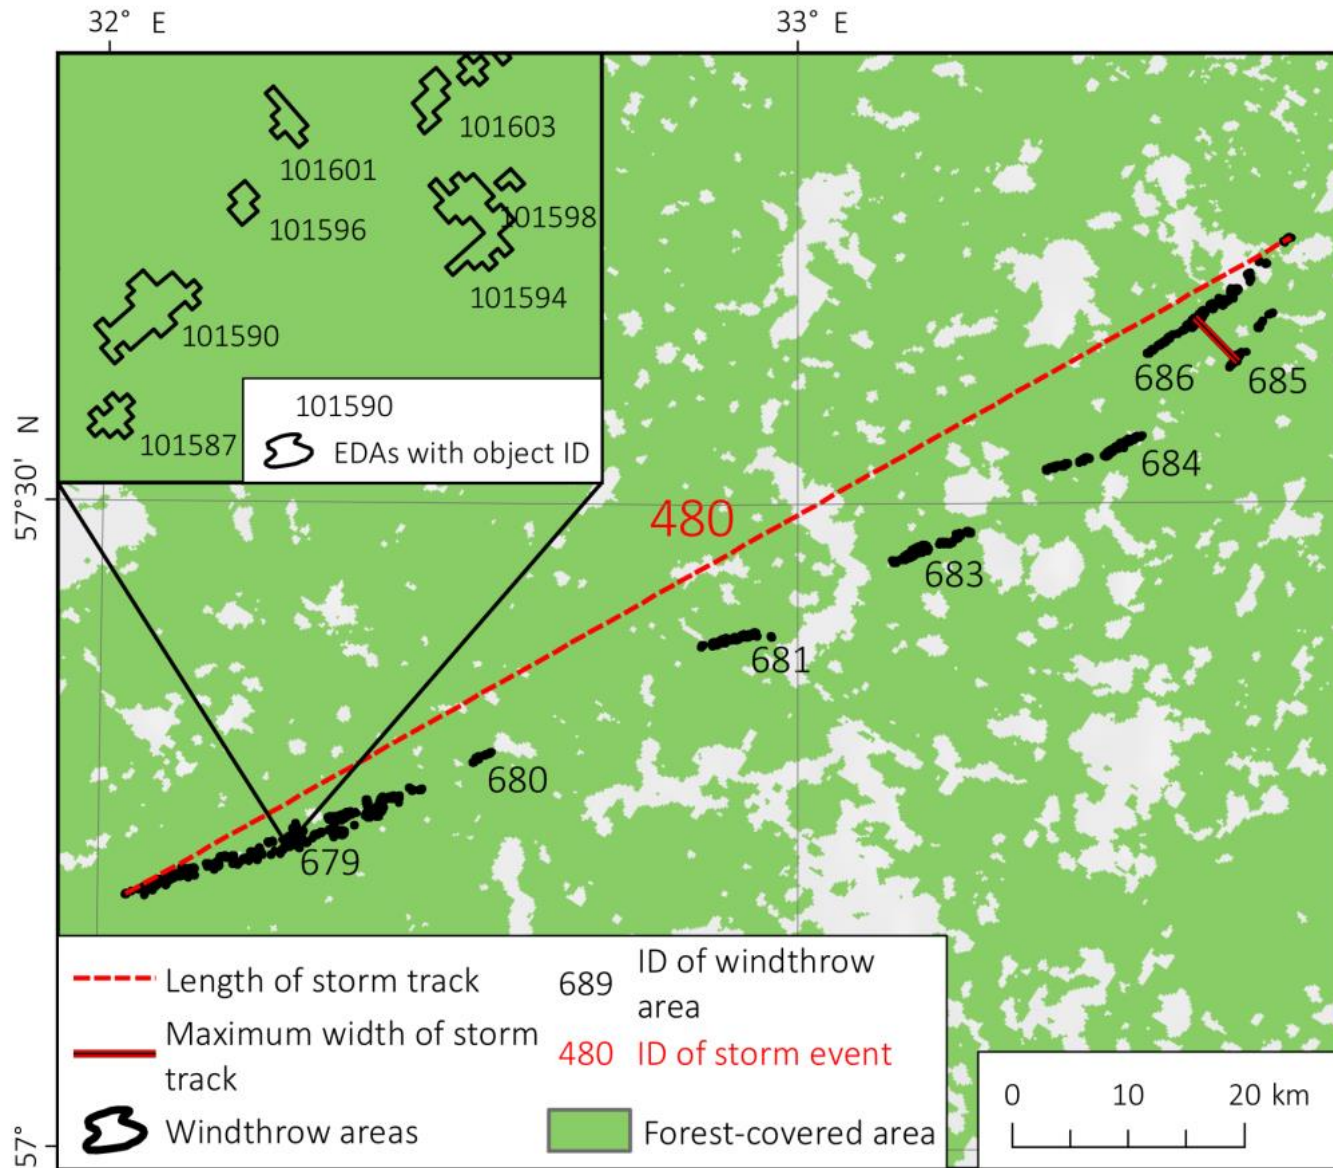 32° E
33° E
101603
101601
101598
101596
101594
101590
101587
101590
EDAs with object ID
57°30' N
480
686
685
684
683
681
680
679
Length of storm track
Maximum width of storm
track
Windthrow areas
689
ID of windthrow
area
480
ID of storm event
Forest-covered area
0 10 20 km
57°